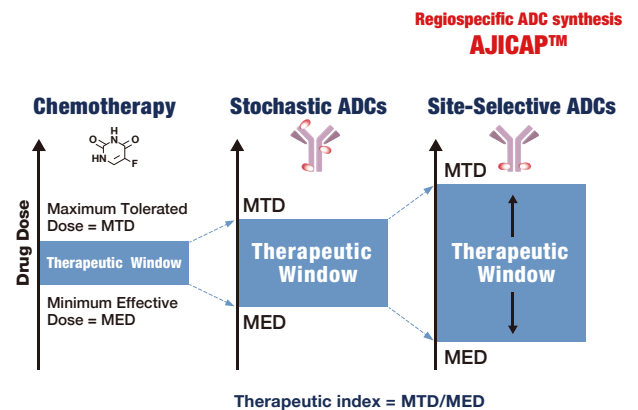 Regiospecific ADC synthesis
AJICAP™
Chemotherapy
Stochastic ADCs
Site-Selective ADCs
H
O
N
O
HN
F
Drug Dose
Maximum Tolerated
Dose = MTD
Therapeutic Window
Minimum Effective
Dose = MED
MTD
Therapeutic
Window
MED
MTD
Therapeutic
Window
MED
Therapeutic index = MTD/MED